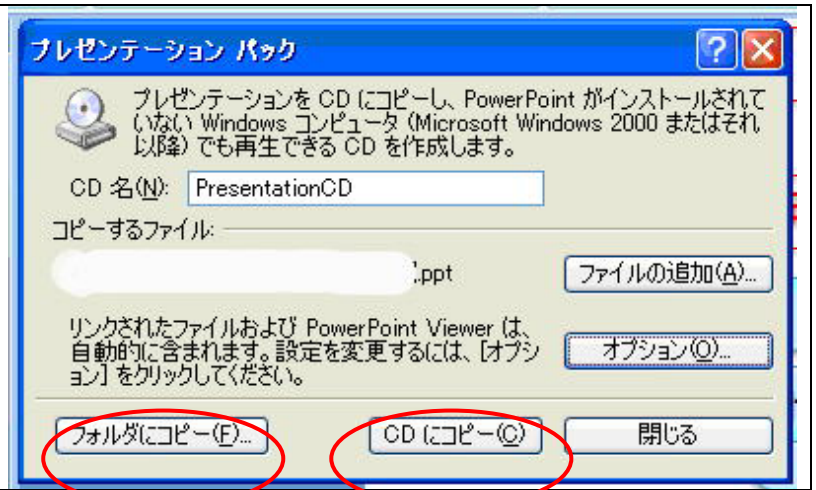 プレゼンテーション パック
プレゼンテーションを CD にコピーし、PowerPoint がインストールされて
いない Windows コンピュータ (Microsoft Windows 2000 またはそれ
以降) でも再生できる CD を作成します。
CD 名(N): PresentationCD
コピーするファイル:
.ppt ファイルの追加(A)...
リンクされたファイルおよび PowerPoint Viewer は、
自動的に含まれます。設定を変更するには、[オプシ
ョン] をクリックしてください。
オプション(O)...
フォルダにコピー(F)... CD にコピー(C) 閉じる